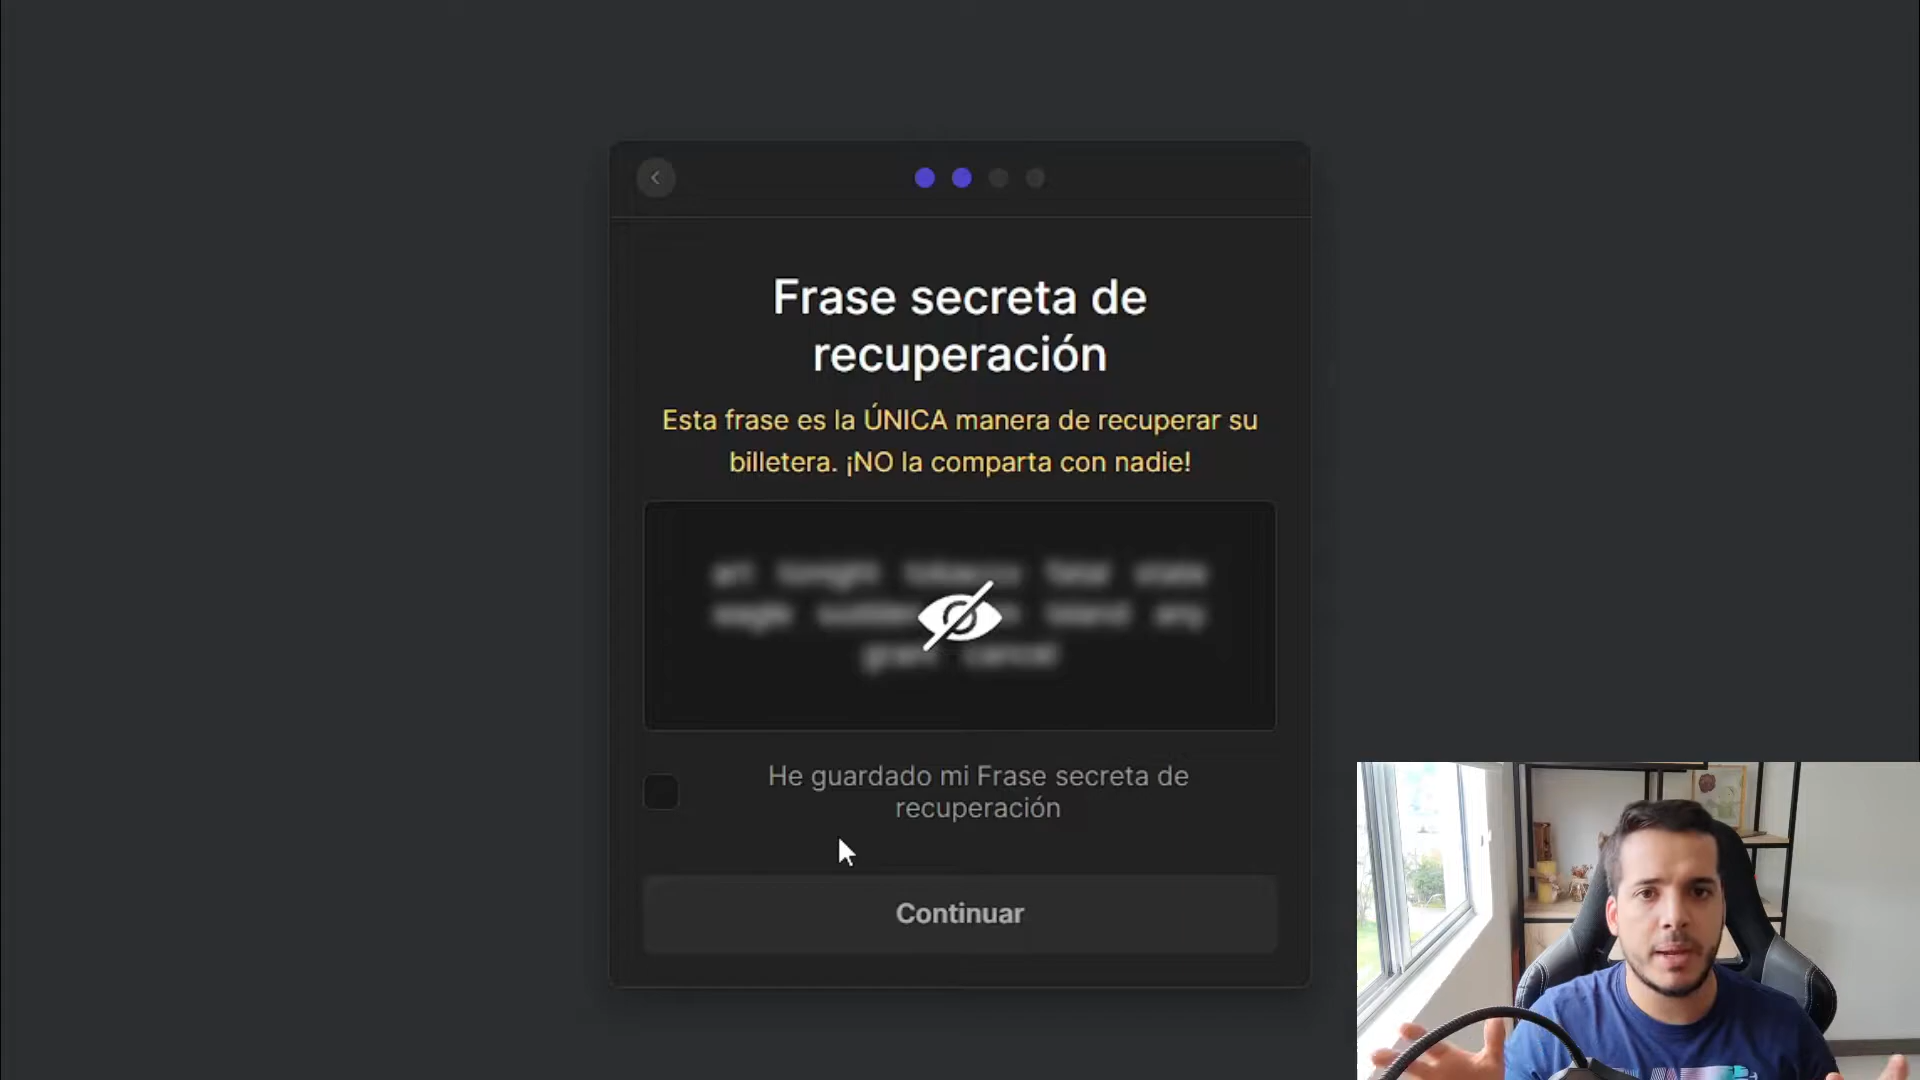 Frase secreta de
recuperación
Esta frase es la ÚNICA manera de recuperar su
billetera. ¡NO la comparta con nadie!
He guardado mi Frase secreta de
recuperación
Continuar